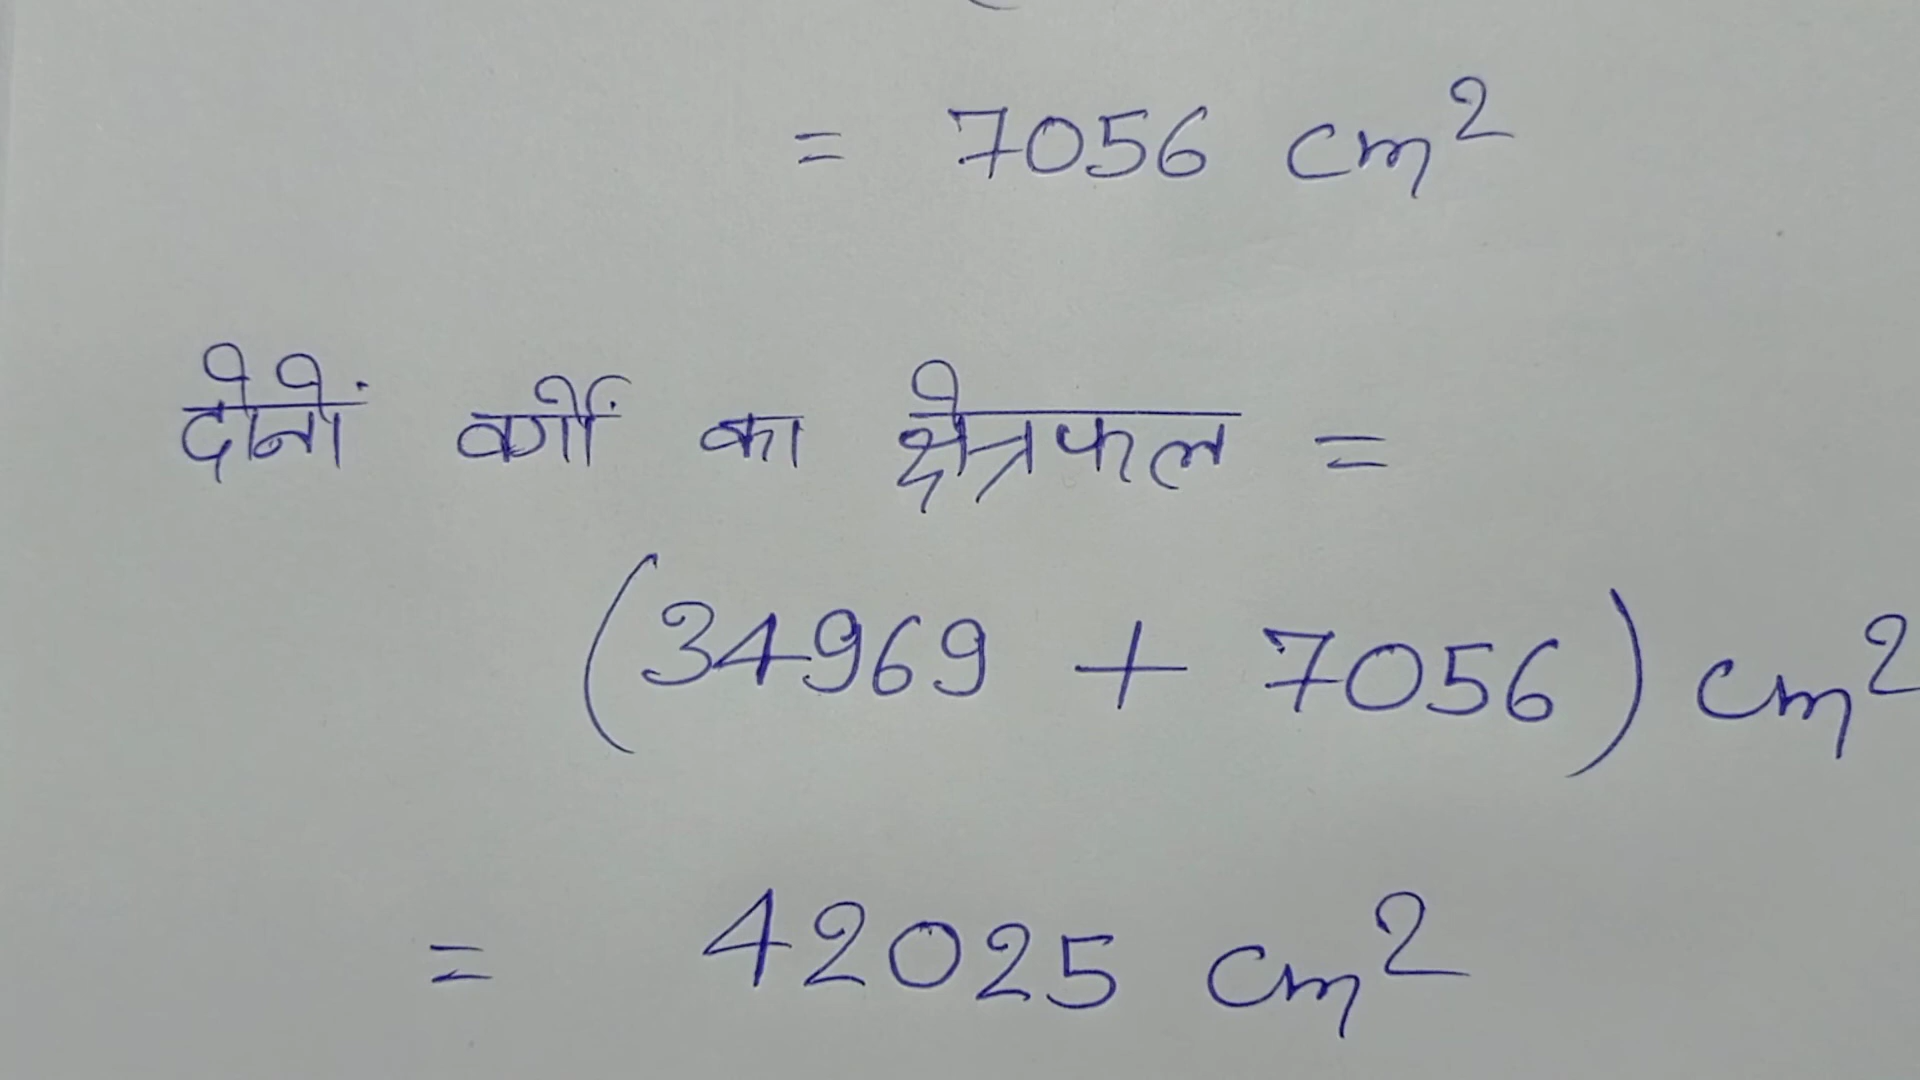 = 7056 cm²
दोनों वर्गों का क्षेत्रफल =
(34969 + 7056) cm²
= 42025 cm²